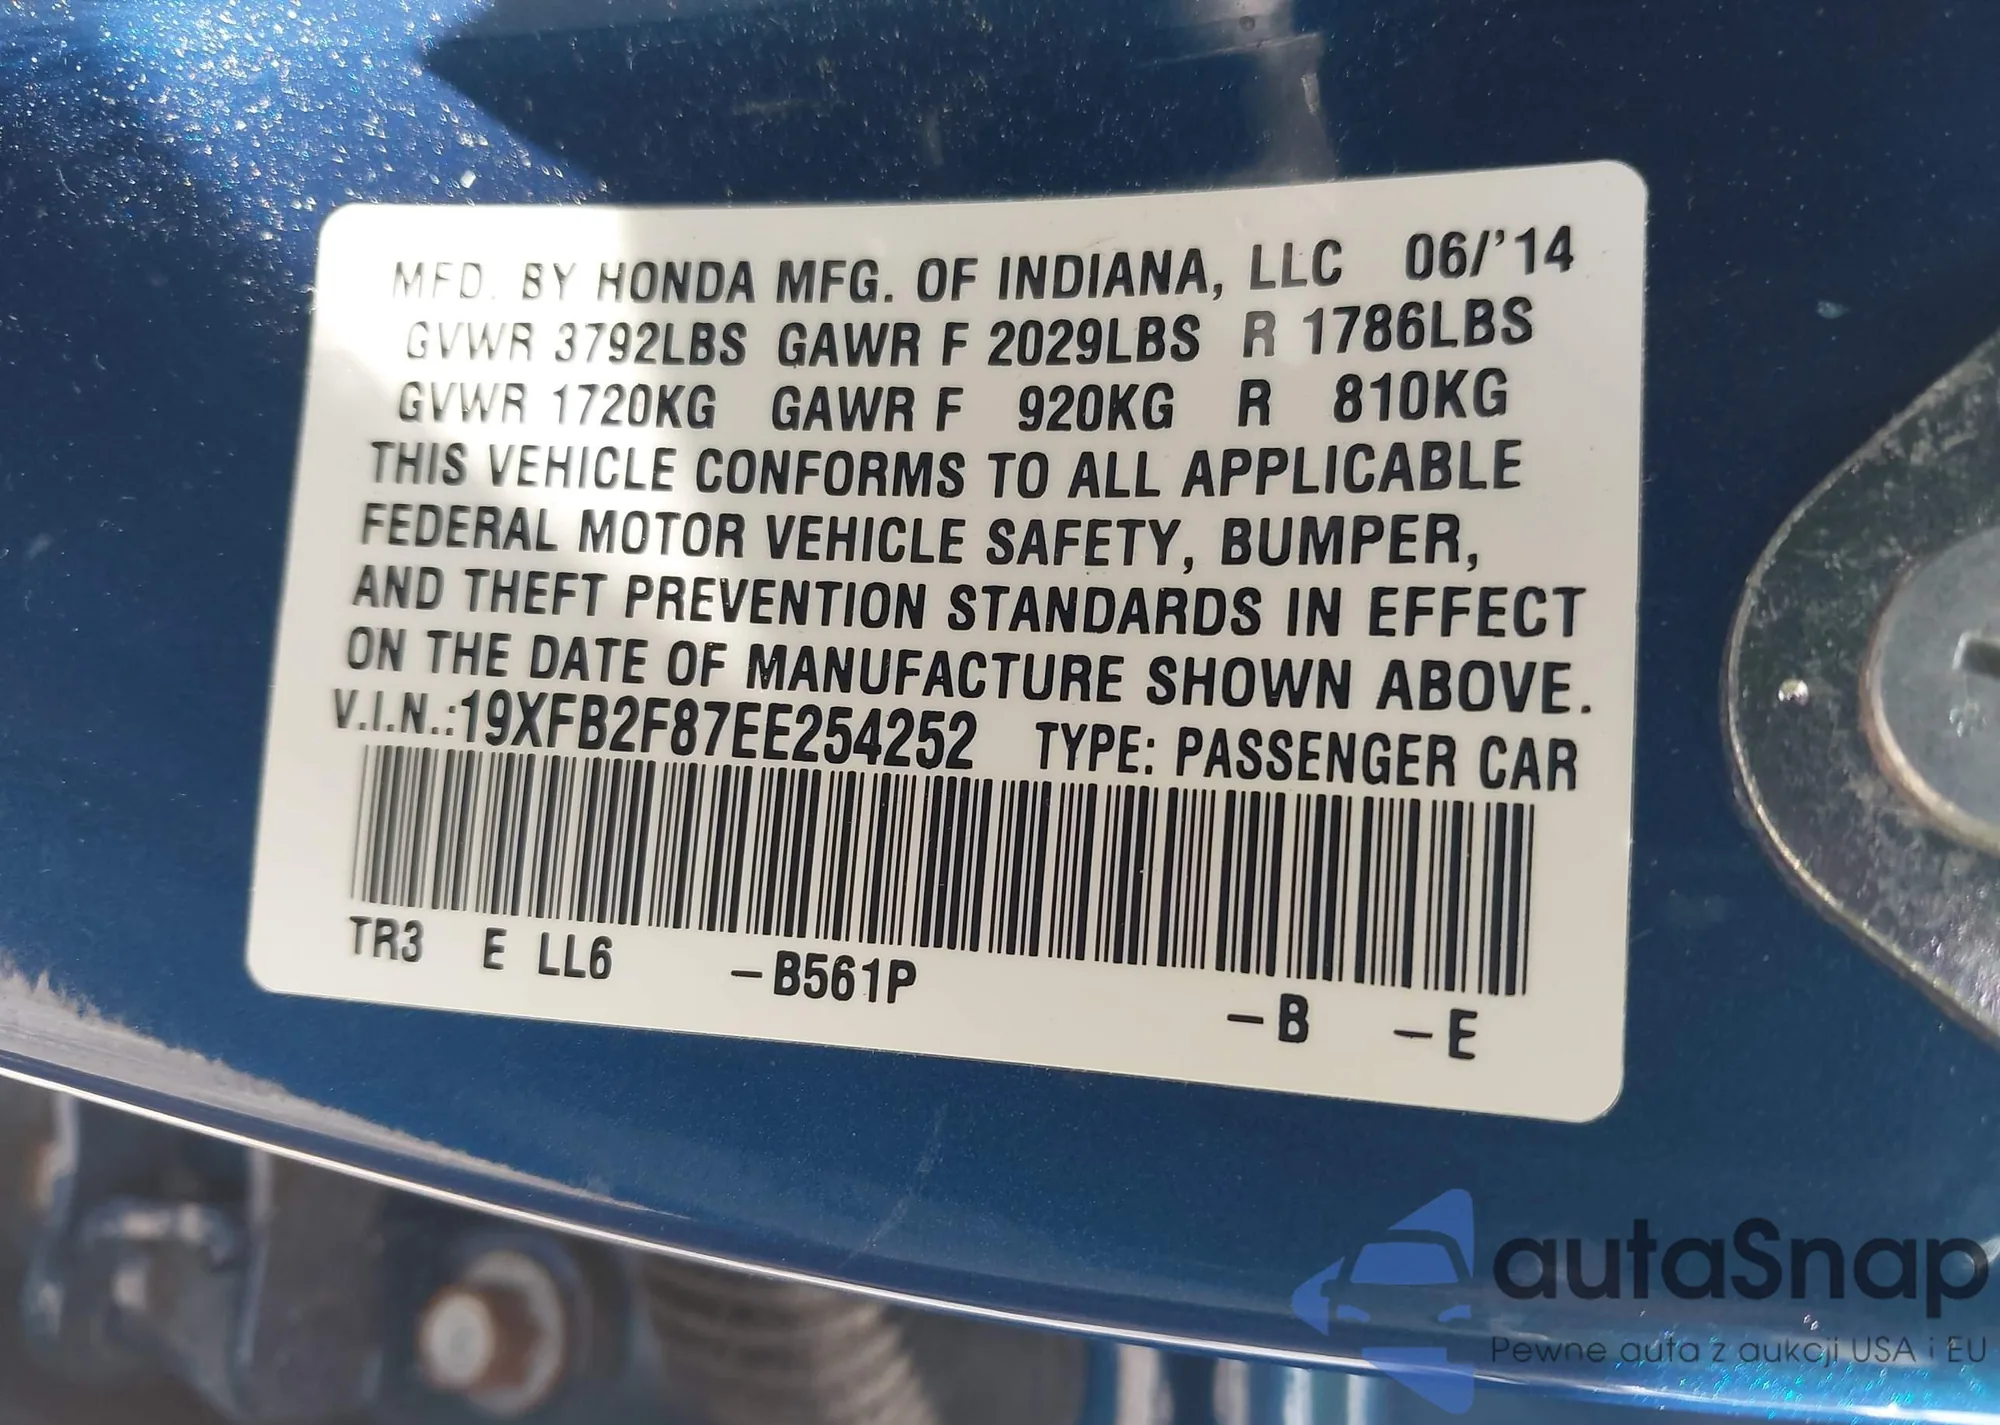 MFD. BY HONDA MFG. OF INDIANA, LLC 06/'14
GVWR 3792LBS GAWR F 2029LBS R 1786LBS
GVWR 1720KG GAWR F 920KG R 810KG
THIS VEHICLE CONFORMS TO ALL APPLICABLE
FEDERAL MOTOR VEHICLE SAFETY, BUMPER,
AND THEFT PREVENTION STANDARDS IN EFFECT
ON THE DATE OF MANUFACTURE SHOWN ABOVE.
V.I.N.:19XFB2F87EE254252 TYPE: PASSENGER CAR
TR3 E LL6 –B561P –B –E
autaSnap
Pewne auta z aukcji USA i EU